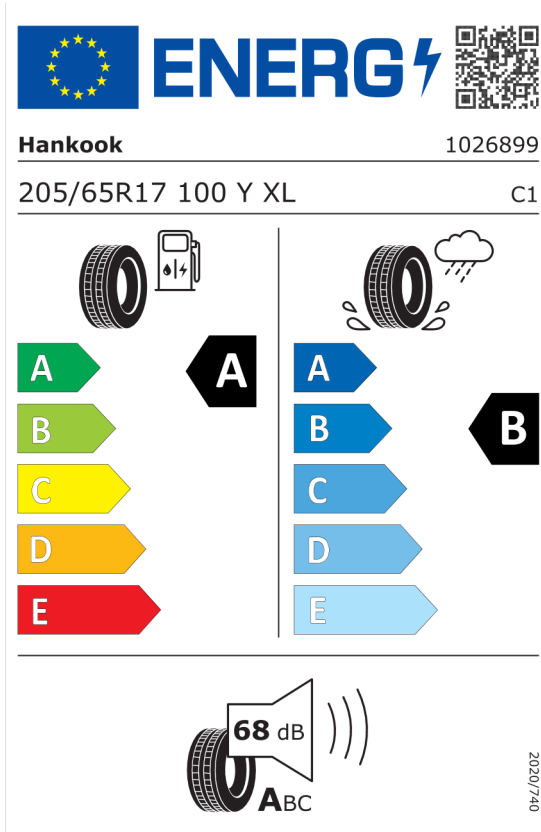 ENERG
Hankook 1026899
205/65R17 100 Y XL C1
A A
B
C
D
E
A
B B
C
D
E
68 dB
ABC
2020/740